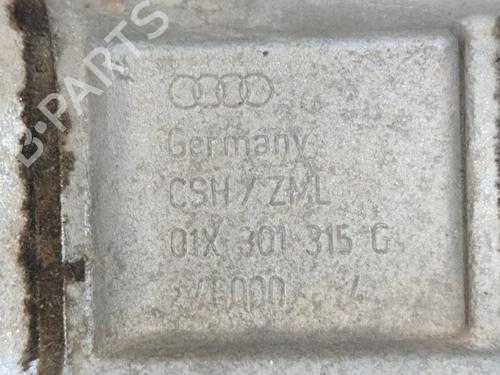 B-PARTS
Germany
CSH/ZML
01X 301 315 G